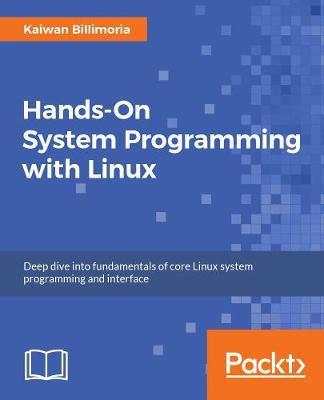 Kaiwan Billimoria
Hands-On
System Programming
with Linux
Deep dive into fundamentals of core Linux system
programming and interface
Packt>